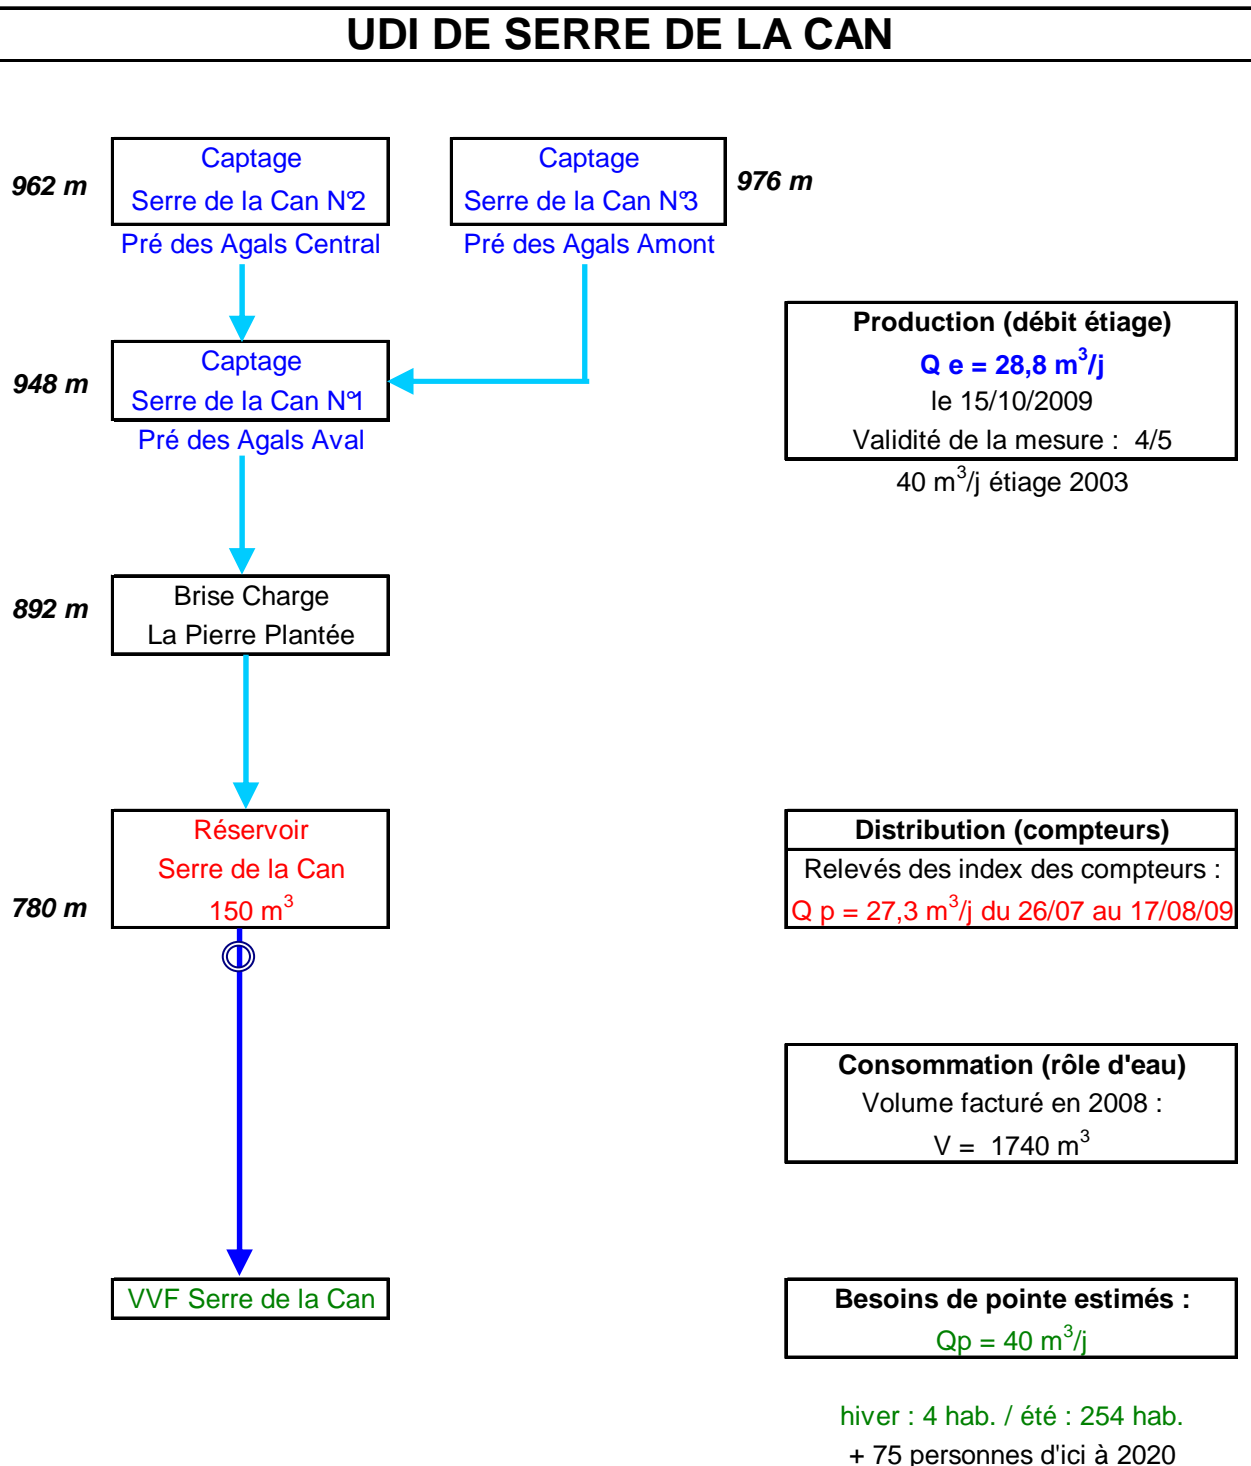 UDI DE SERRE DE LA CAN
Captage
Serre de la Can N°2
962 m
Pré des Agals Central
Captage
Serre de la Can N°3
976 m
Pré des Agals Amont
Captage
Serre de la Can N°1
948 m
Pré des Agals Aval
Production (débit étiage)
Q e = 28,8 m³/j
le 15/10/2009
Validité de la mesure : 4/5
40 m³/j étiage 2003
Brise Charge
La Pierre Plantée
892 m
Réservoir
Serre de la Can
150 m³
780 m
Distribution (compteurs)
Relevés des index des compteurs :
Q p = 27,3 m³/j du 26/07 au 17/08/09
Consommation (rôle d'eau)
Volume facturé en 2008 :
V = 1740 m³
VVF Serre de la Can
Besoins de pointe estimés :
Qp = 40 m³/j
hiver : 4 hab. / été : 254 hab.
+ 75 personnes d'ici à 2020